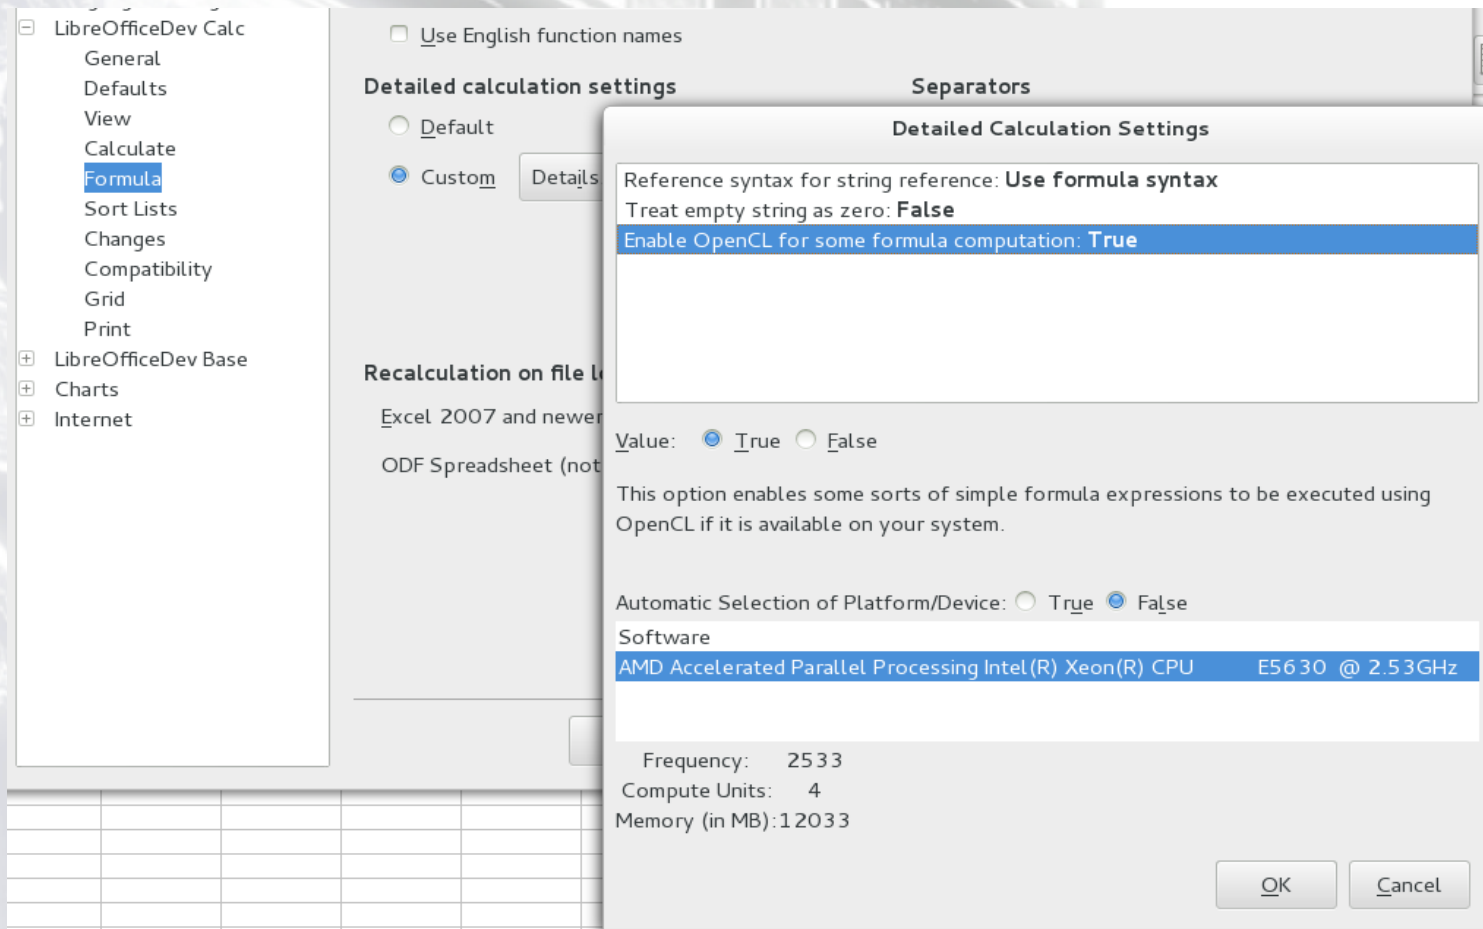 LibreOfficeDev Calc
General
Defaults
View
Calculate
Formula
Sort Lists
Changes
Compatibility
Grid
Print
LibreOfficeDev Base
Charts
Internet
Use English function names
Detailed calculation settings
Separators
Default
Custom
Details
Recalculation on file l
Excel 2007 and newer
ODF Spreadsheet (not
Detailed Calculation Settings
Reference syntax for string reference: Use formula syntax
Treat empty string as zero: False
Enable OpenCL for some formula computation: True
Value: True False
This option enables some sorts of simple formula expressions to be executed using
OpenCL if it is available on your system.
Automatic Selection of Platform/Device: True False
Software
AMD Accelerated Parallel Processing Intel(R) Xeon(R) CPU E5630 @ 2.53GHz
Frequency: 2533
Compute Units: 4
Memory (in MB):12033
OK
Cancel